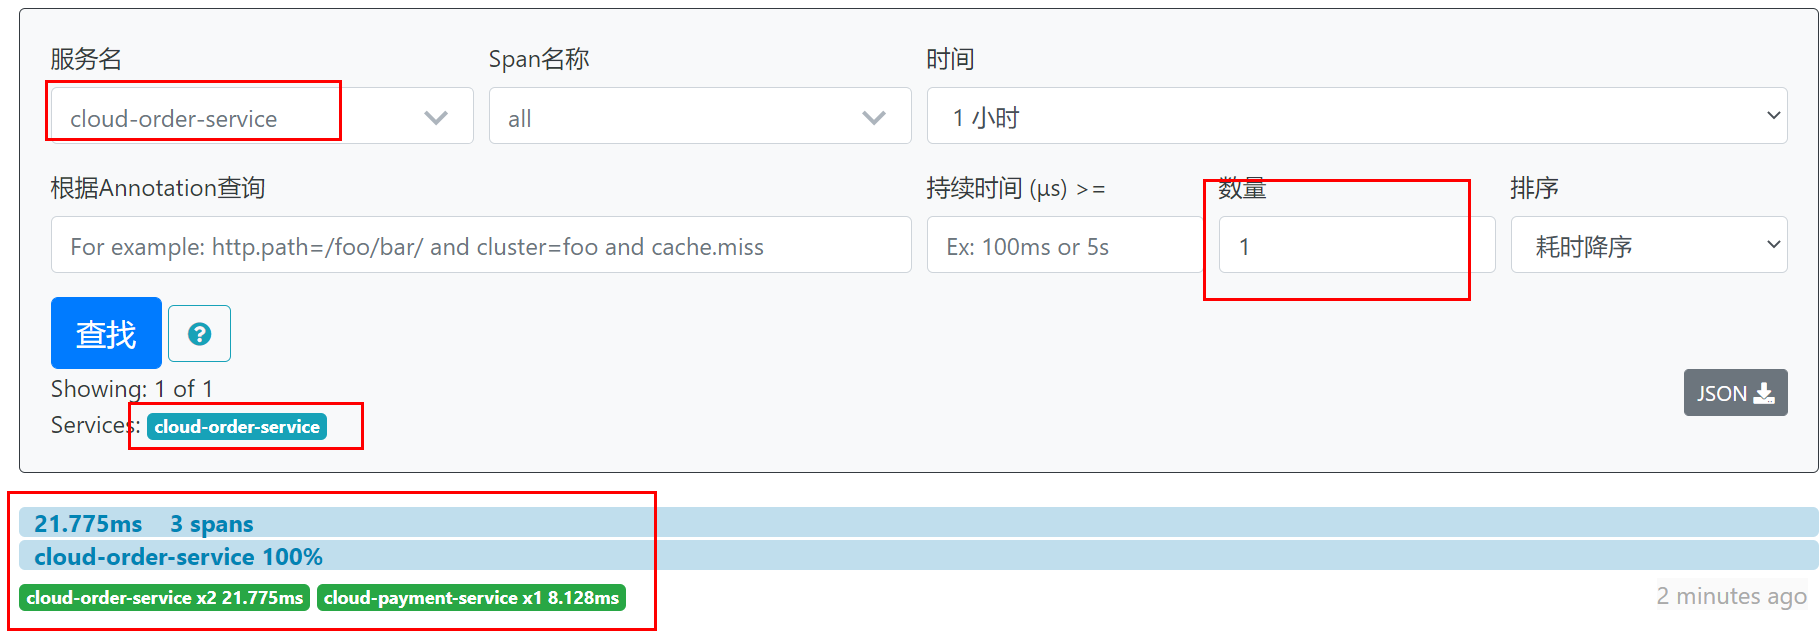 服务名 Span名称 时间
cloud-order-service all 1 小时
根据Annotation查询 持续时间 (μs) >= 数量 排序
For example: http.path=/foo/bar/ and cluster=foo and cache.miss Ex: 100ms or 5s 1 耗时降序
查找 ?
Showing: 1 of 1
JSON
Services: cloud-order-service
21.775ms 3 spans
cloud-order-service 100%
cloud-order-service x2 21.775ms cloud-payment-service x1 8.128ms 2 minutes ago